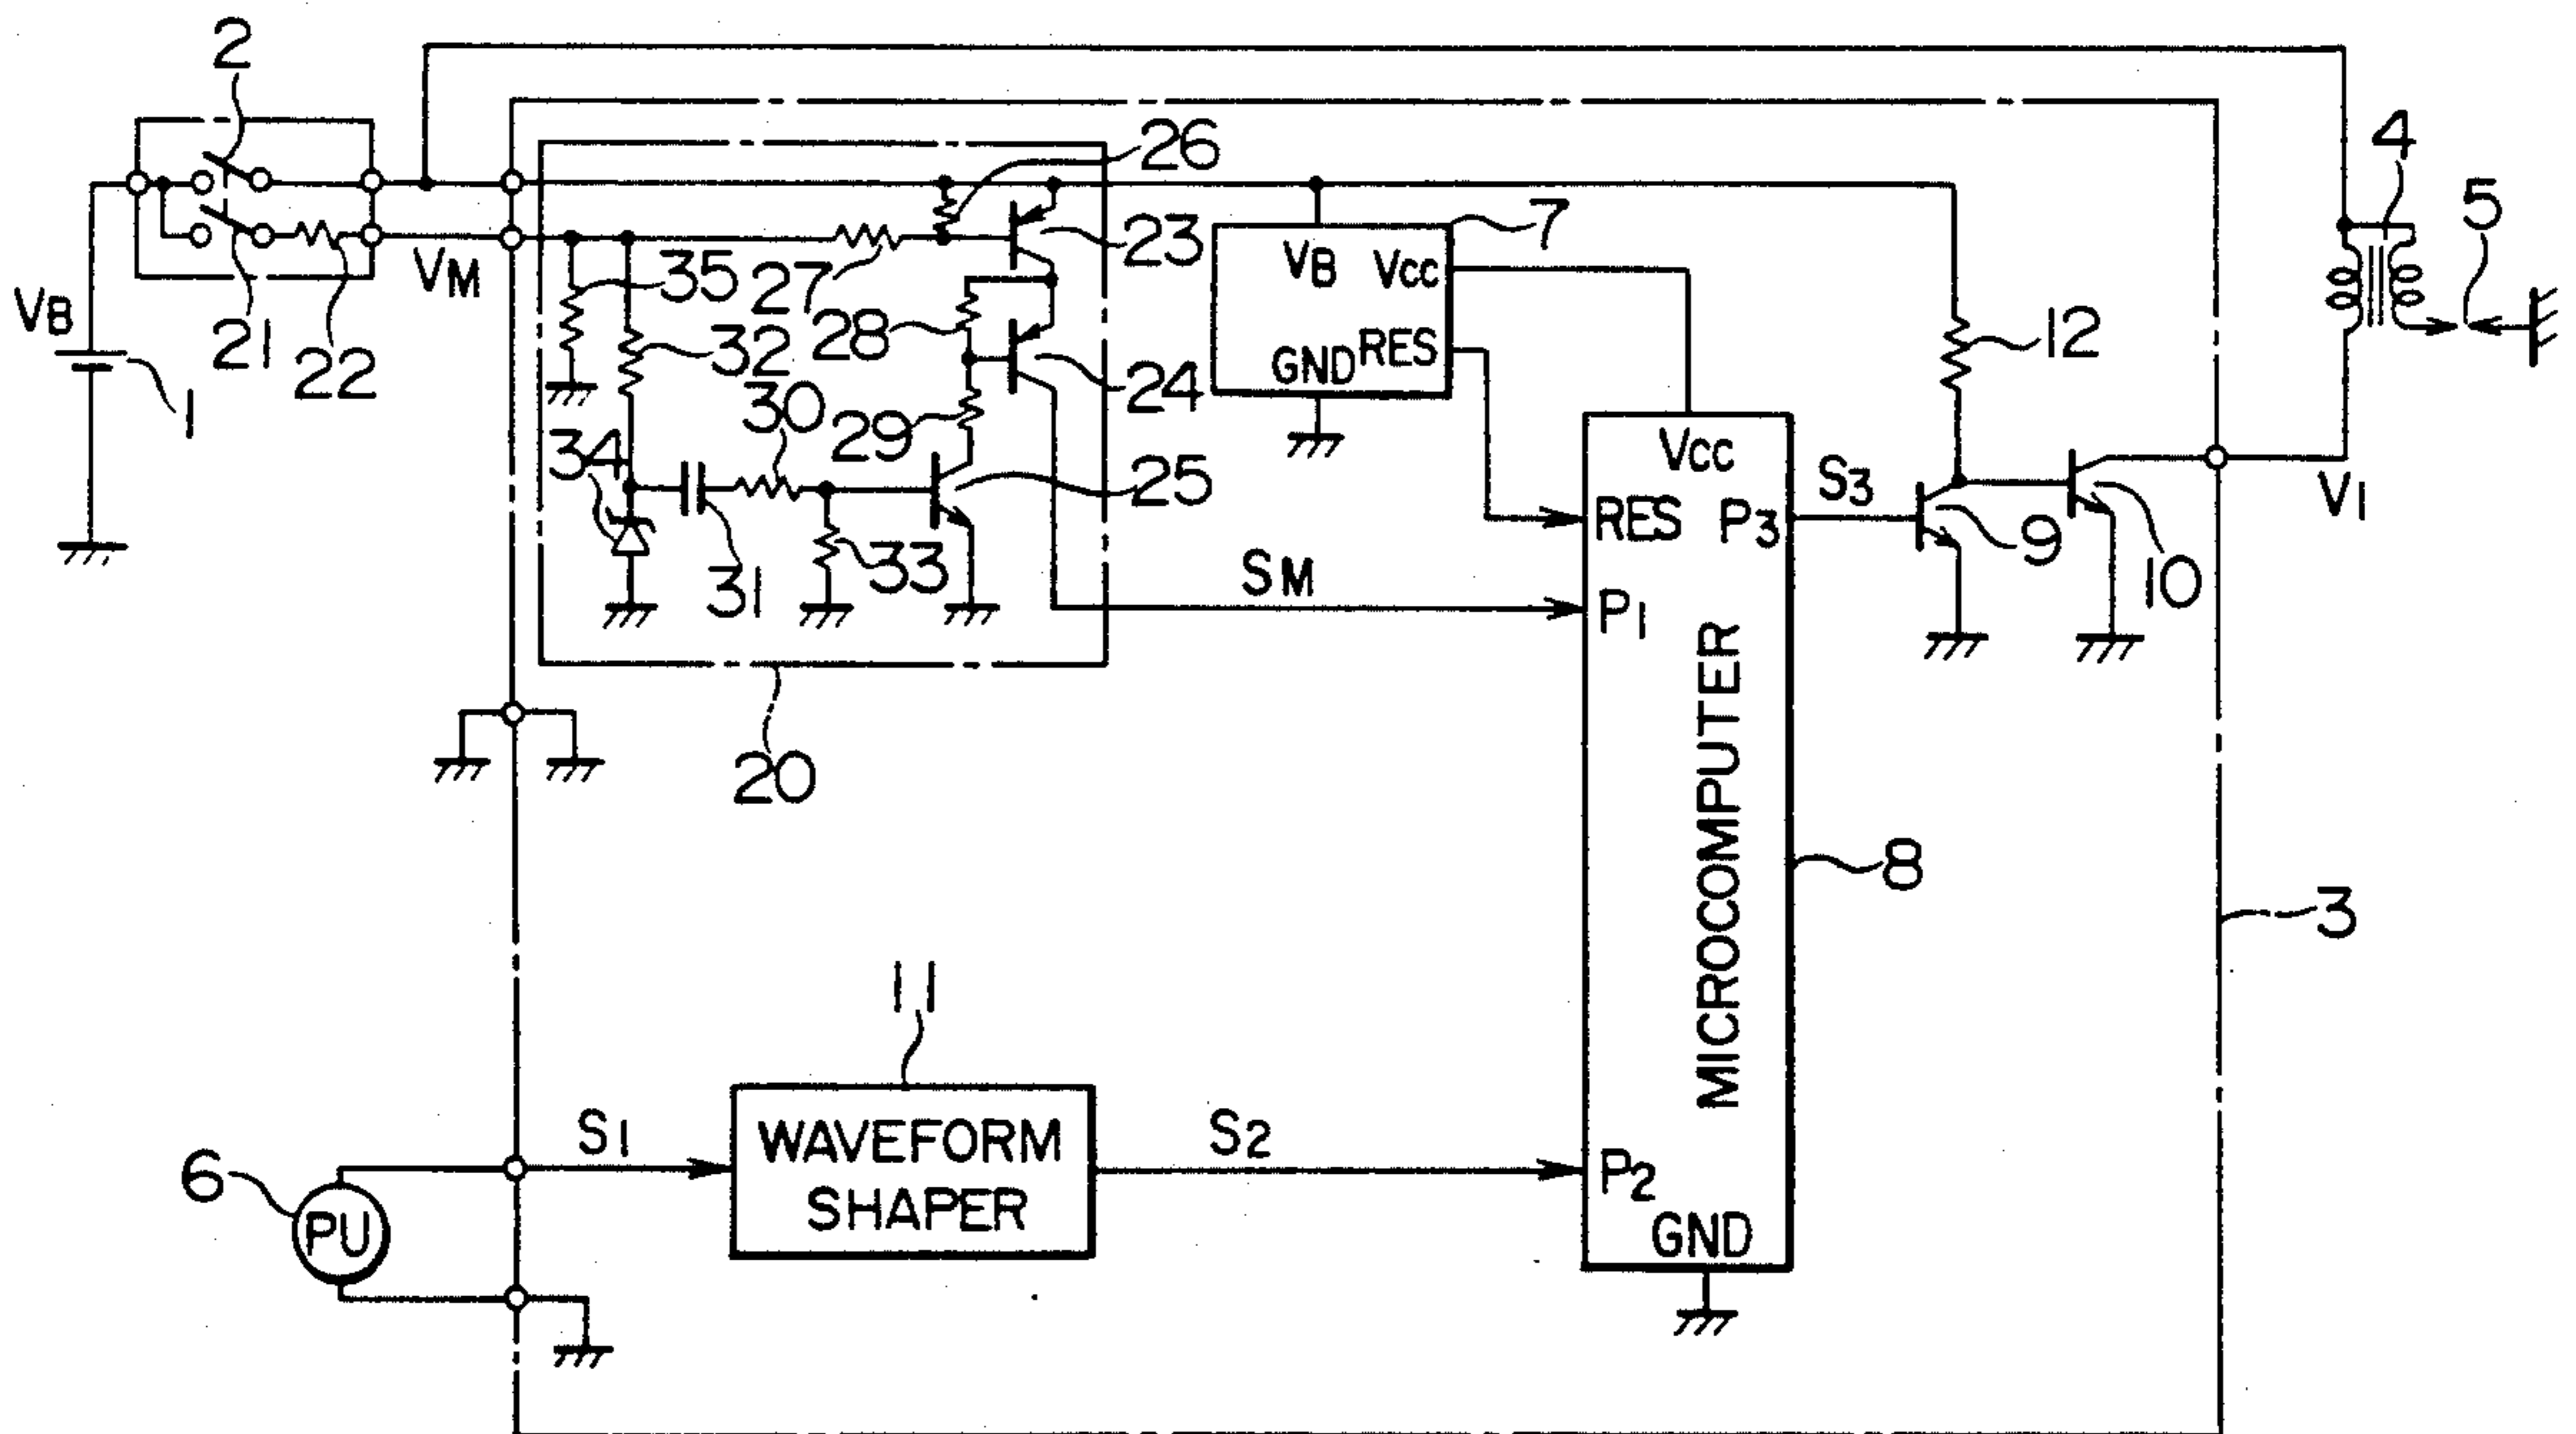 2
26
4
5
7
23
VB
VCC
VM
35
27
VB
21
22
28
32
GND
RES
12
1
24
30
29
34
25
VCC
S3
V1
RES
P3
31
33
SM
9
10
P1
20
MICROCOMPUTER
8
3
11
S1
WAVEFORM
SHAPER
S2
P2
6
PU
GND